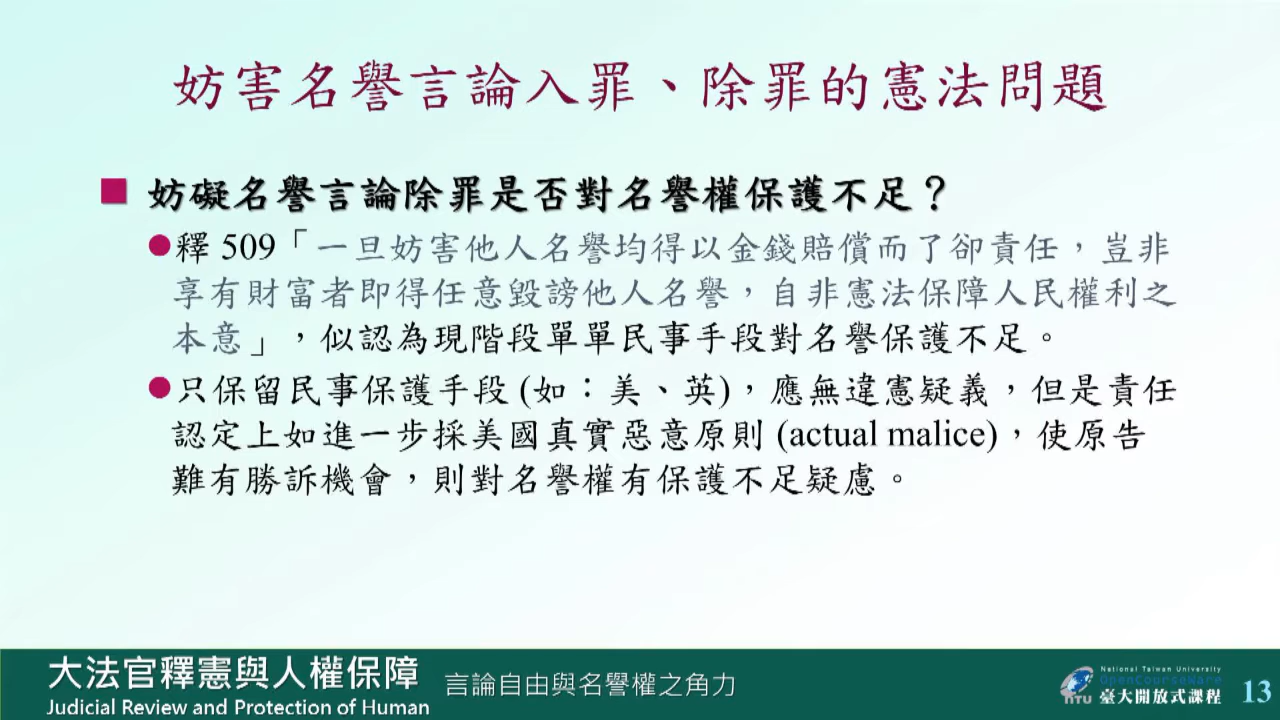 妨害名譽言論入罪、除罪的憲法問題
妨礙名譽言論除罪是否對名譽權保護不足？
釋 509「一旦妨害他人名譽均得以金錢賠償而了卻責任，豈非
享有財富者即得任意毀謗他人名譽，自非憲法保障人民權利之
本意」，似認為現階段單單民事手段對名譽保護不足。
只保留民事保護手段 (如：美、英)，應無違憲疑義，但是責任
認定上如進一步採美國真實惡意原則 (actual malice)，使原告
難有勝訴機會，則對名譽權有保護不足疑慮。
大法官釋憲與人權保障
Judicial Review and Protection of Human
言論自由與名譽權之角力
National Taiwan University
OpenCourseWare
NTU 臺大開放式課程
13